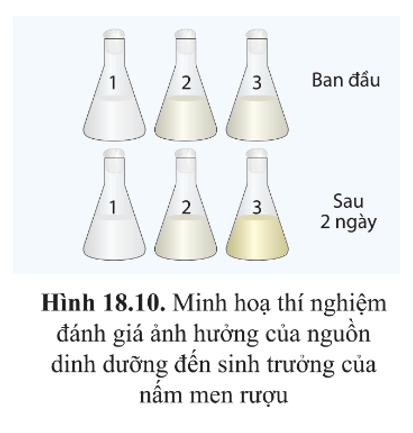 1 2 3 Ban đầu
1 2 3 Sau
2 ngày
Hình 18.10. Minh hoạ thí nghiệm
đánh giá ảnh hưởng của nguồn
dinh dưỡng đến sinh trưởng của
nấm men rượu